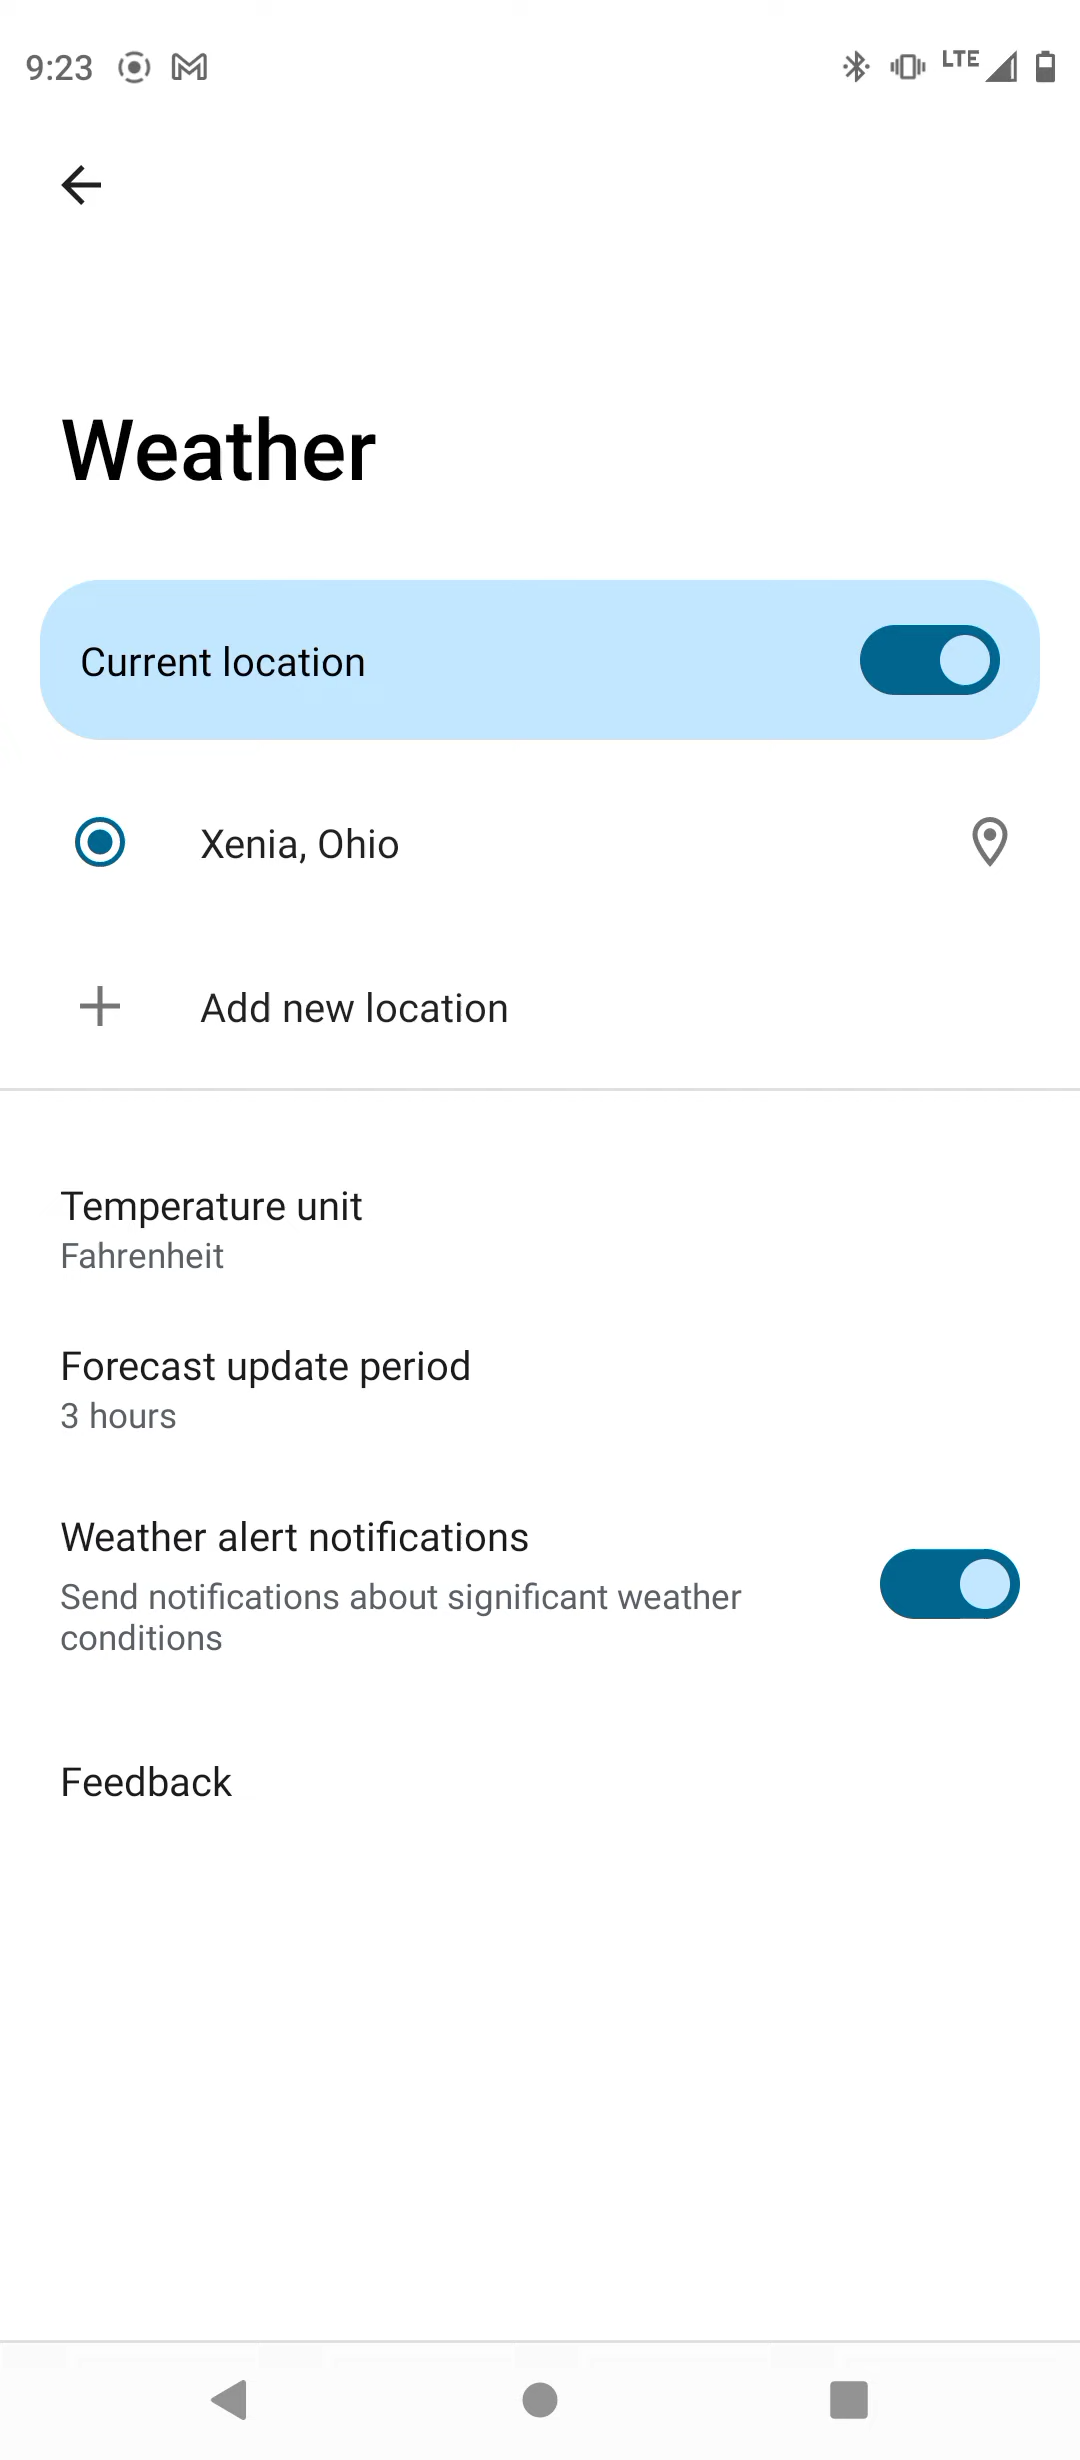 9:23
LTE
Weather
Current location
Xenia, Ohio
Add new location
Temperature unit
Fahrenheit
Forecast update period
3 hours
Weather alert notifications
Send notifications about significant weather
conditions
Feedback